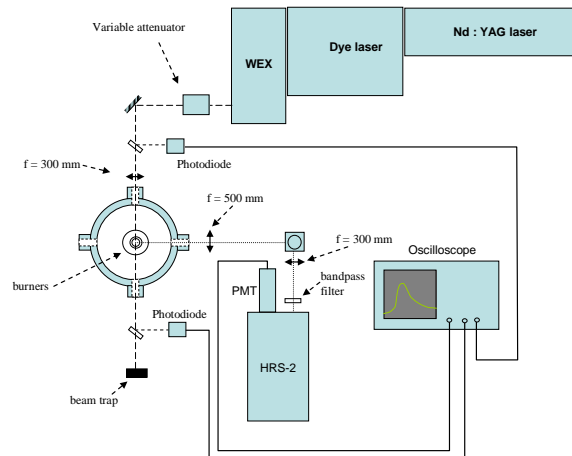 Variable attenuator
WEX
Dye laser
Nd : YAG laser
f = 300 mm
Photodiode
f = 500 mm
f = 300 mm
Oscilloscope
burners
PMT
bandpass
filter
Photodiode
HRS-2
beam trap